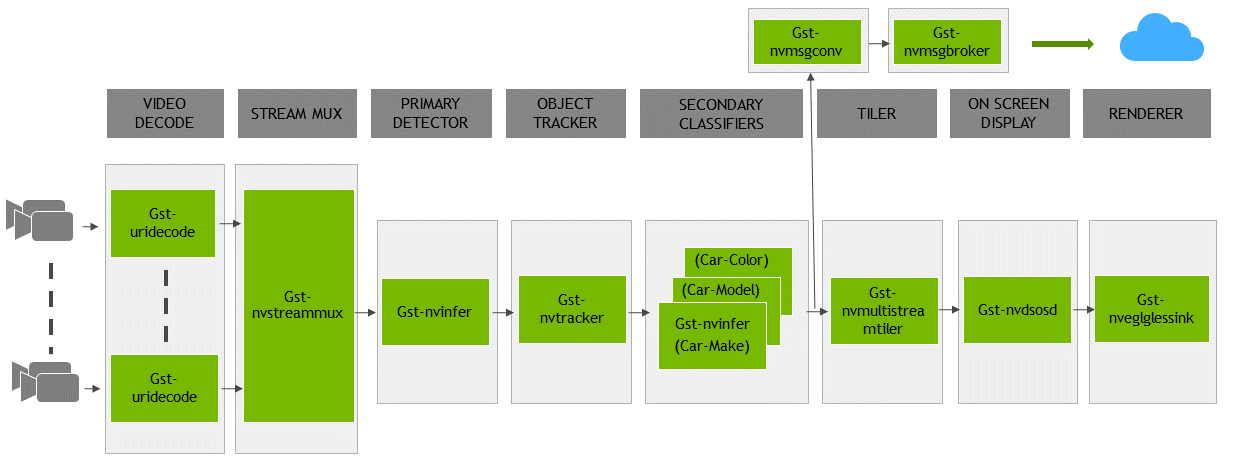 Gst-
nvmsgconv
Gst-
nvmsgbroker
VIDEO
DECODE
STREAM MUX
PRIMARY
DETECTOR
OBJECT
TRACKER
SECONDARY
CLASSIFIERS
TILER
ON SCREEN
DISPLAY
RENDERER
Gst-
uridecode
Gst-
uridecode
Gst-
nvstreammux
Gst-nvinfer
Gst-
nvtracker
(Car-Color)
(Car-Model)
Gst-nvinfer
(Car-Make)
Gst-
nvmultistrea
mtiler
Gst-nvdsosd
Gst-
nveglglessink